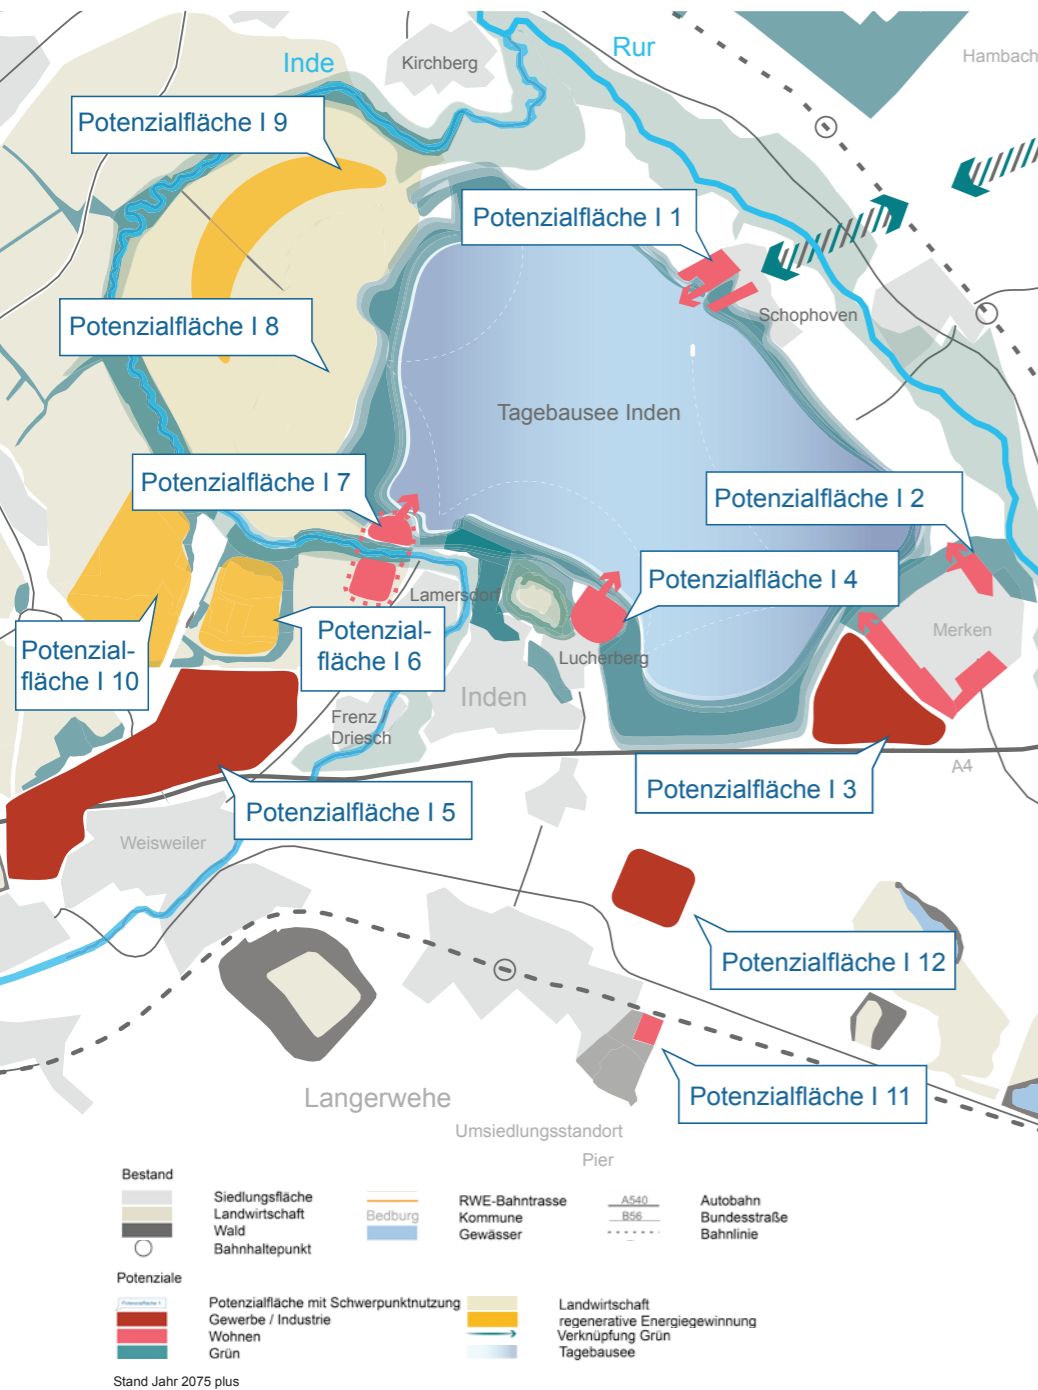 Rur
Inde
Kirchberg
Hambach
Potenzialfläche I 9
Potenzialfläche I 1
Schophoven
Potenzialfläche I 8
Tagebausee Inden
Potenzialfläche I 7
Potenzialfläche I 2
Potenzialfläche I 4
Lamersdorf
Potenzial-
fläche I 6
Merken
Potenzial-
fläche I 10
Lucherberg
Inden
Frenz /
Driesch
A4
Potenzialfläche I 3
Potenzialfläche I 5
Weisweiler
Potenzialfläche I 12
Langerwehe
Potenzialfläche I 11
Umsiedlungsstandort
Pier
Bestand
Siedlungsfläche
Landwirtschaft
Wald
Bahnhaltepunkt
RWE-Bahntrasse
Bedburg
Kommune
Gewässer
A540
Autobahn
B56
Bundesstraße
Bahnlinie
Potenziale
Potenzialfläche 1
Potenzialfläche mit Schwerpunktnutzung
Gewerbe / Industrie
Wohnen
Grün
Landwirtschaft
regenerative Energiegewinnung
Verknüpfung Grün
Tagebausee
Stand Jahr 2075 plus